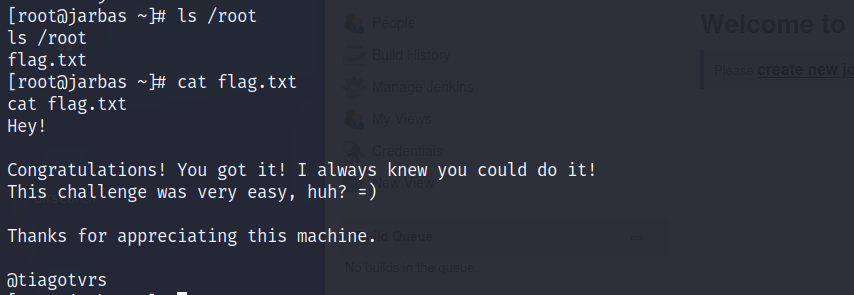 [root@jarbas ~]# ls /root
ls /root
flag.txt
[root@jarbas ~]# cat flag.txt
cat flag.txt
Hey!
Congratulations! You got it! I always knew you could do it!
This challenge was very easy, huh? =)
Thanks for appreciating this machine.
@tiagotvrs
People
Build History
Manage Jenkins
My Views
Credentials
New View
Queue
No builds in the queue.
Welcome to
Please create new